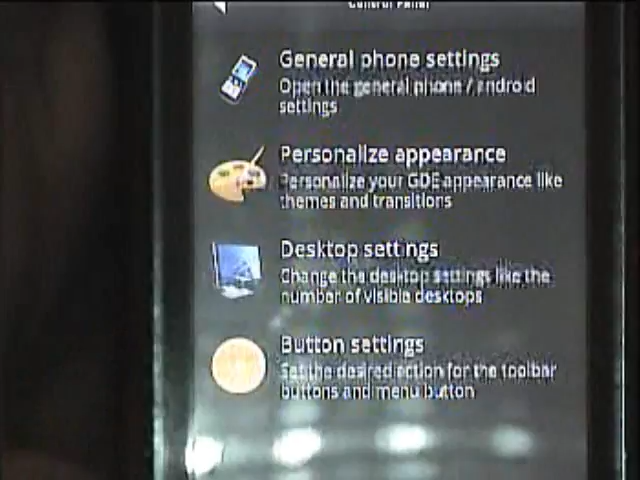 Control Panel
General phone settings
Open the general phone / android
settings
Personalize appearance
Personalize your GDE appearance like
themes and transitions
Desktop settings
Change the desktop settings like the
number of visible desktops
Button settings
Set the desired action for the toolbar
buttons and menu button